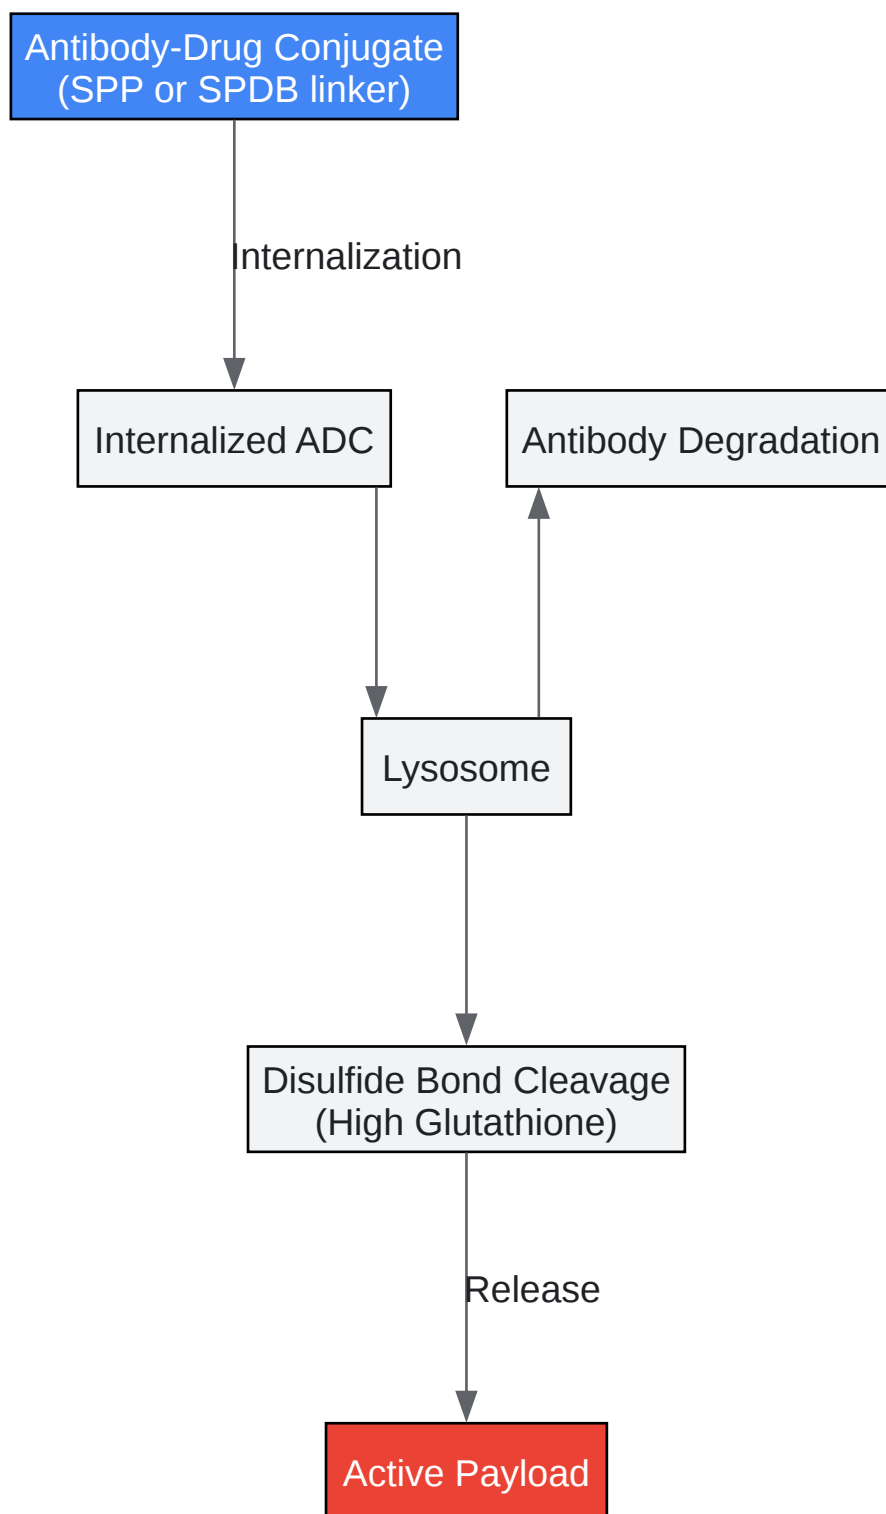 Antibody-Drug Conjugate
(SPP or SPDB linker)
Internalization
Internalized ADC
Antibody Degradation
Lysosome
Disulfide Bond Cleavage
(High Glutathione)
Release
Active Payload